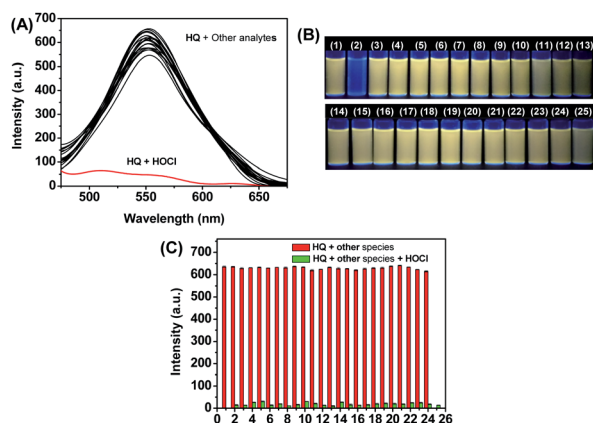 (A)
HQ + Other analytes
HQ + HOCl
Intensity (a.u.)
700
600
500
400
300
200
100
0
500 550 600 650
Wavelength (nm)
(B)
(1) (2) (3) (4) (5) (6) (7) (8) (9) (10) (11) (12) (13)
(14) (15) (16) (17) (18) (19) (20) (21) (22) (23) (24) (25)
(C)
HQ + other species
HQ + other species + HOCl
Intensity (a.u.)
700
600
500
400
300
200
100
0
0 2 4 6 8 10 12 14 16 18 20 22 24 26